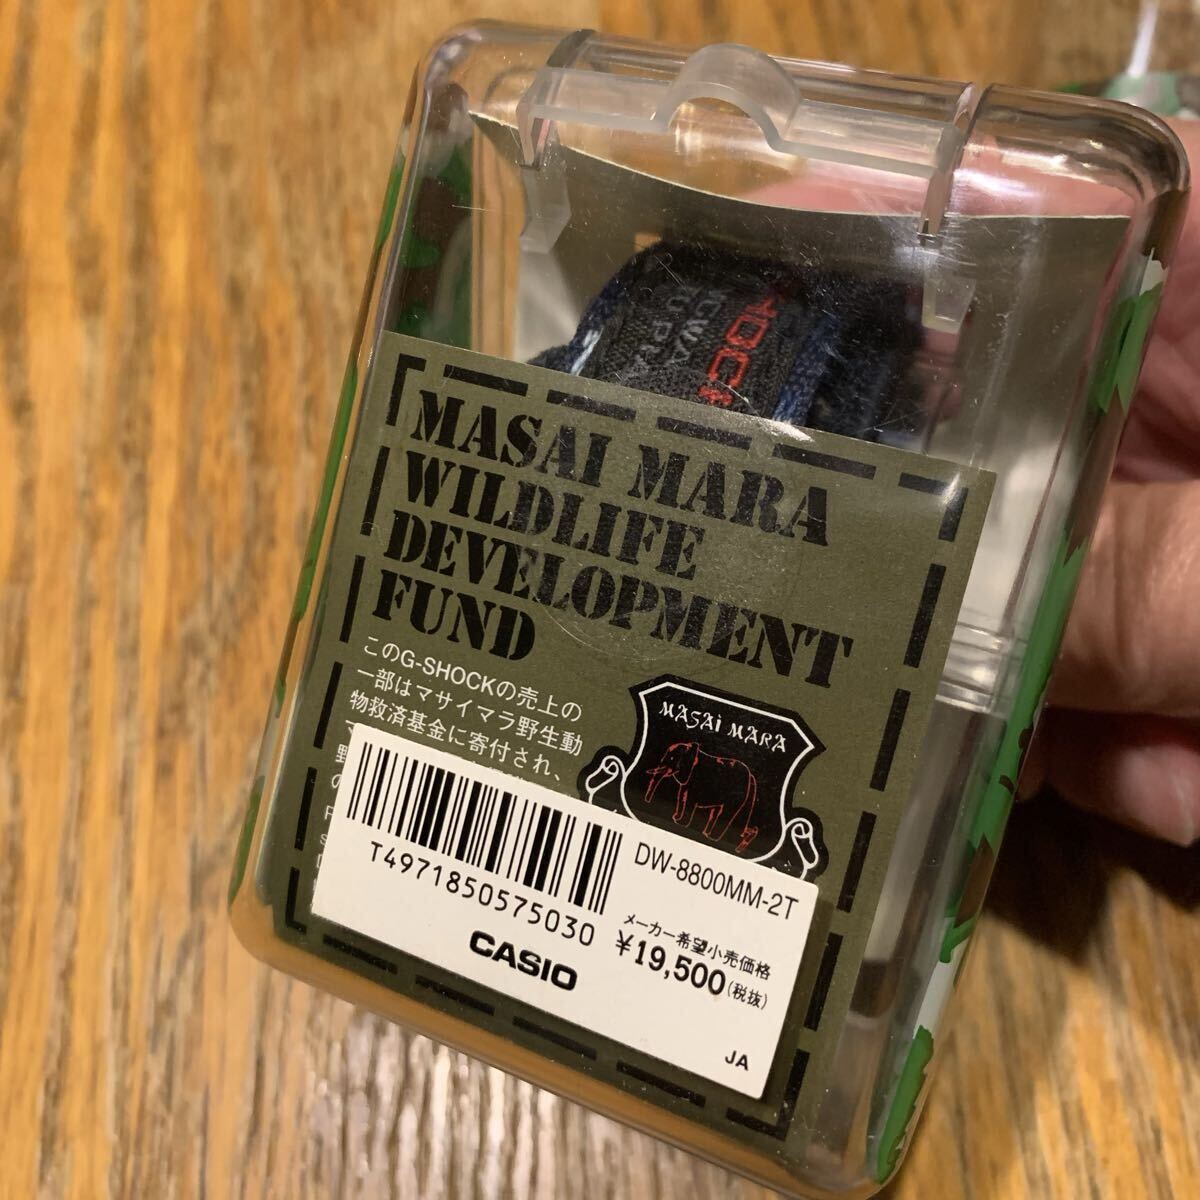 HOCK
MASAI MARA
WILDLIFE
DEVELOPMENT
FUND
このG-SHOCKの売上の
一部はマサイマラ野生動
物救済基金に寄付され、
野
の
MASAI MARA
DW-8800MM-2T
T4971850575030
メーカー希望小売価格
¥19,500(税抜)
CASIO
JA